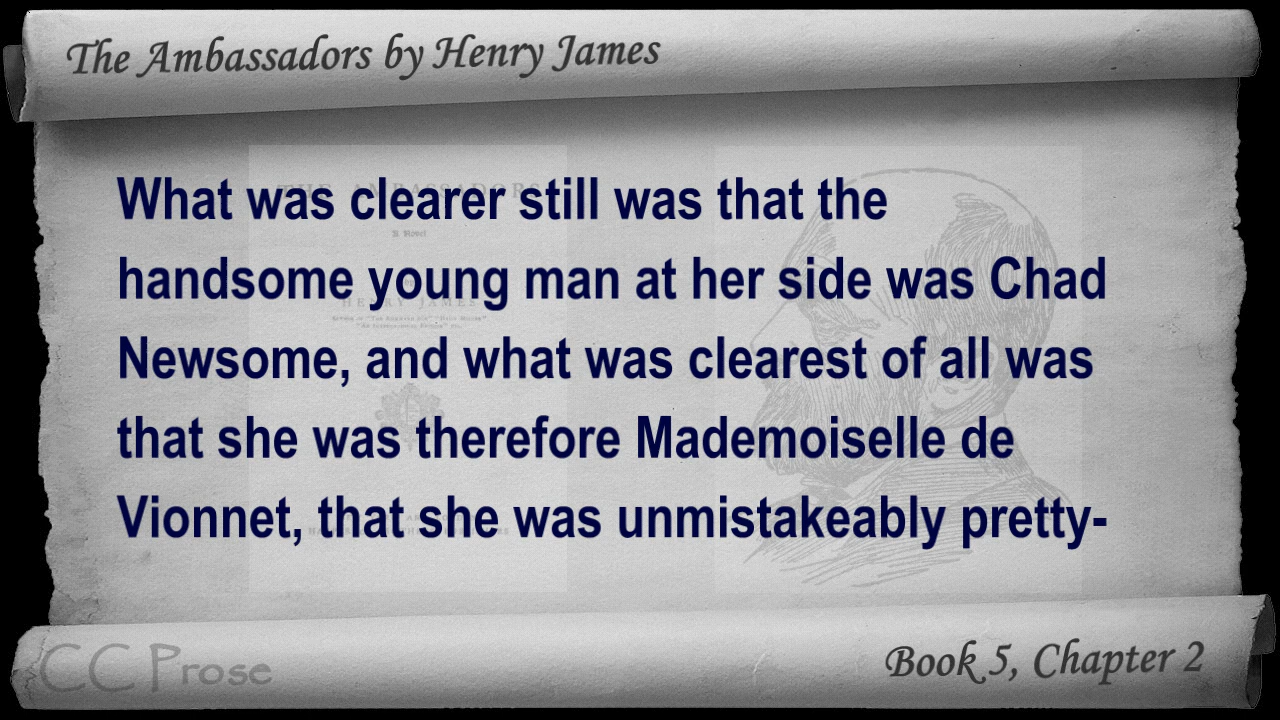 The Ambassadors by Henry James
What was clearer still was that the
handsome young man at her side was Chad
Newsome, and what was clearest of all was
that she was therefore Mademoiselle de
Vionnet, that she was unmistakeably pretty-
CC Prose
Book 5, Chapter 2